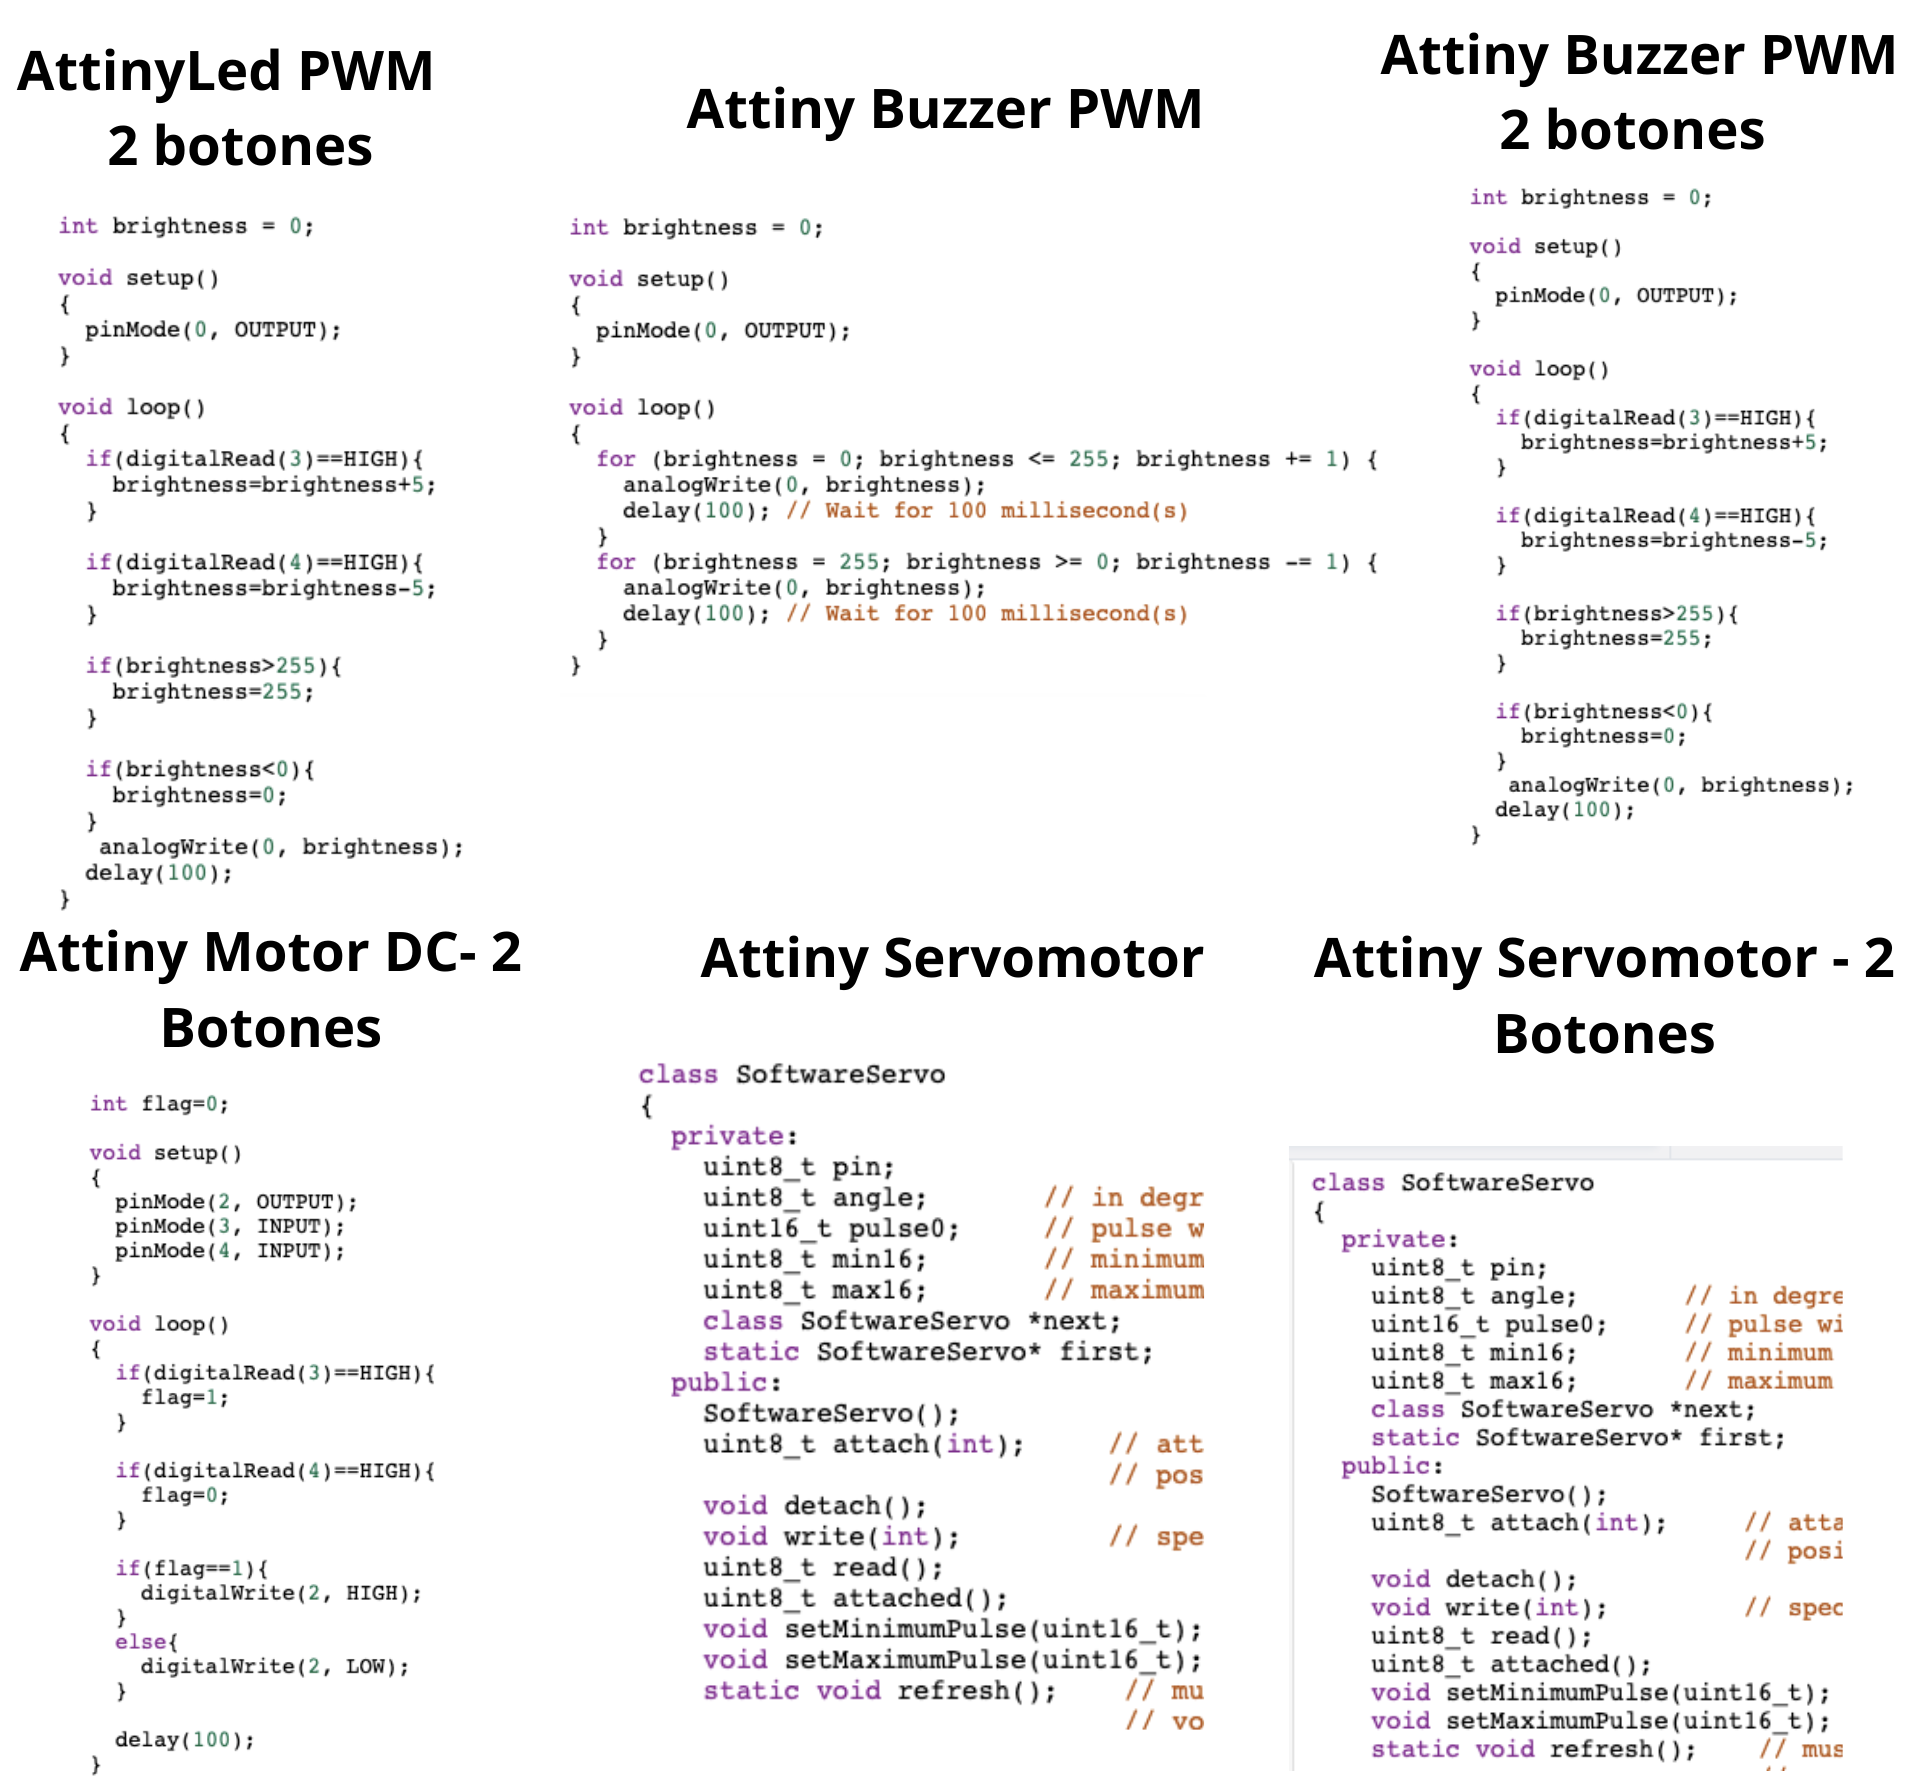 AttinyLed PWM
2 botones
int brightness = 0;
void setup()
{
  pinMode(0, OUTPUT);
}
void loop()
{
  if(digitalRead(3)==HIGH){
    brightness=brightness+5;
  }
  if(digitalRead(4)==HIGH){
    brightness=brightness-5;
  }
  if(brightness>255){
    brightness=255;
  }
  if(brightness<0){
    brightness=0;
  }
   analogWrite(0, brightness);
  delay(100);
}
Attiny Buzzer PWM
int brightness = 0;
void setup()
{
  pinMode(0, OUTPUT);
}
void loop()
{
  for (brightness = 0; brightness <= 255; brightness += 1) {
    analogWrite(0, brightness);
    delay(100); // Wait for 100 millisecond(s)
  }
  for (brightness = 255; brightness >= 0; brightness -= 1) {
    analogWrite(0, brightness);
    delay(100); // Wait for 100 millisecond(s)
  }
}
Attiny Buzzer PWM
2 botones
int brightness = 0;
void setup()
{
  pinMode(0, OUTPUT);
}
void loop()
{
  if(digitalRead(3)==HIGH){
    brightness=brightness+5;
  }
  if(digitalRead(4)==HIGH){
    brightness=brightness-5;
  }
  if(brightness>255){
    brightness=255;
  }
  if(brightness<0){
    brightness=0;
  }
   analogWrite(0, brightness);
  delay(100);
}
Attiny Motor DC- 2
Botones
int flag=0;
void setup()
{
  pinMode(2, OUTPUT);
  pinMode(3, INPUT);
  pinMode(4, INPUT);
}
void loop()
{
  if(digitalRead(3)==HIGH){
    flag=1;
  }
  if(digitalRead(4)==HIGH){
    flag=0;
  }
  if(flag==1){
    digitalWrite(2, HIGH);
  }
  else{
    digitalWrite(2, LOW);
  }
  delay(100);
}
Attiny Servomotor
class SoftwareServo
{
  private:
    uint8_t pin;
    uint8_t angle;       // in degr
    uint16_t pulse0;     // pulse w
    uint8_t min16;       // minimum
    uint8_t max16;       // maximum
    class SoftwareServo *next;
    static SoftwareServo* first;
  public:
    SoftwareServo();
    uint8_t attach(int);     // att
                             // pos
    void detach();
    void write(int);         // spe
    uint8_t read();
    uint8_t attached();
    void setMinimumPulse(uint16_t);
    void setMaximumPulse(uint16_t);
    static void refresh();    // mu
                              // vo
Attiny Servomotor - 2
Botones
class SoftwareServo
{
  private:
    uint8_t pin;
    uint8_t angle;       // in degre
    uint16_t pulse0;     // pulse wi
    uint8_t min16;       // minimum
    uint8_t max16;       // maximum
    class SoftwareServo *next;
    static SoftwareServo* first;
  public:
    SoftwareServo();
    uint8_t attach(int);     // atta
                             // posi
    void detach();
    void write(int);         // spec
    uint8_t read();
    uint8_t attached();
    void setMinimumPulse(uint16_t);
    void setMaximumPulse(uint16_t);
    static void refresh();    // mus